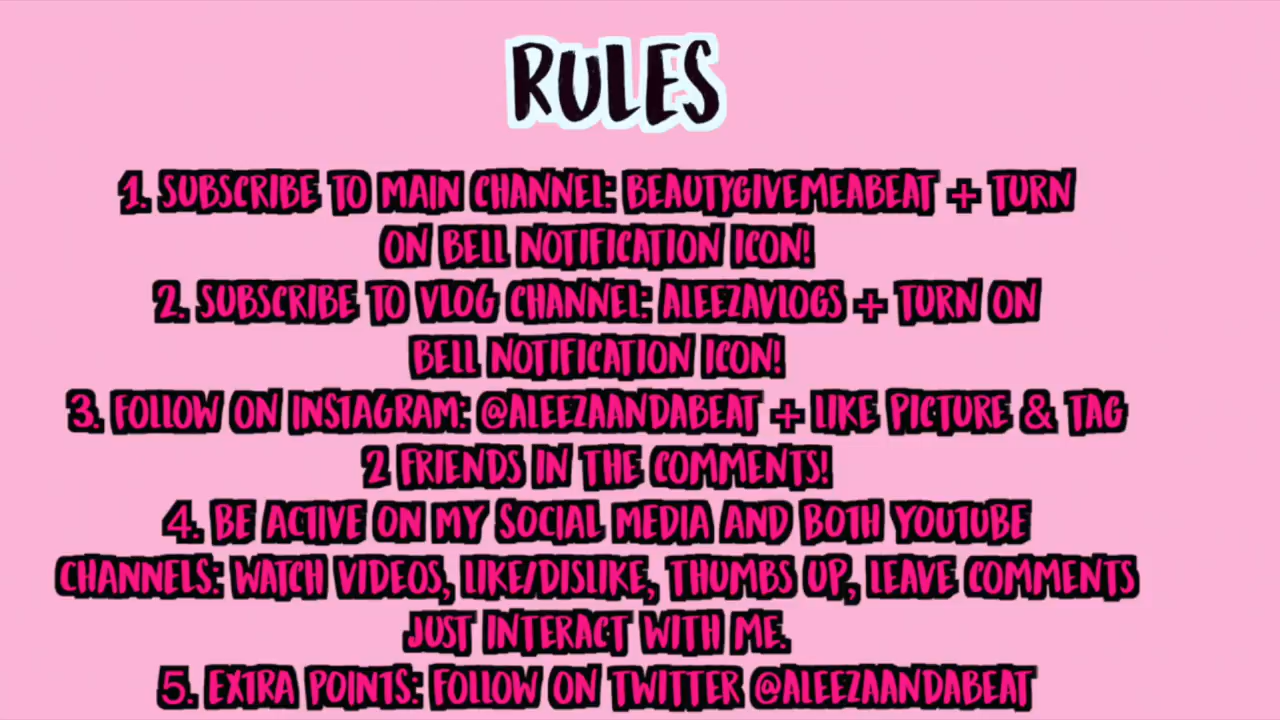 RULES
1. SUBSCRIBE TO MAIN CHANNEL: BEAUTYGIVEMEABEAT + TURN
ON BELL NOTIFICATION ICON!
2. SUBSCRIBE TO VLOG CHANNEL: ALEEZAVLOGS + TURN ON
BELL NOTIFICATION ICON!
3. FOLLOW ON INSTAGRAM: @ALEEZAANDABEAT + LIKE PICTURE & TAG
2 FRIENDS IN THE COMMENTS!
4. BE ACTIVE ON MY SOCIAL MEDIA AND BOTH YOUTUBE
CHANNELS: WATCH VIDEOS, LIKE/DISLIKE, THUMBS UP, LEAVE COMMENTS
JUST INTERACT WITH ME.
5. EXTRA POINTS: FOLLOW ON TWITTER @ALEEZAANDABEAT